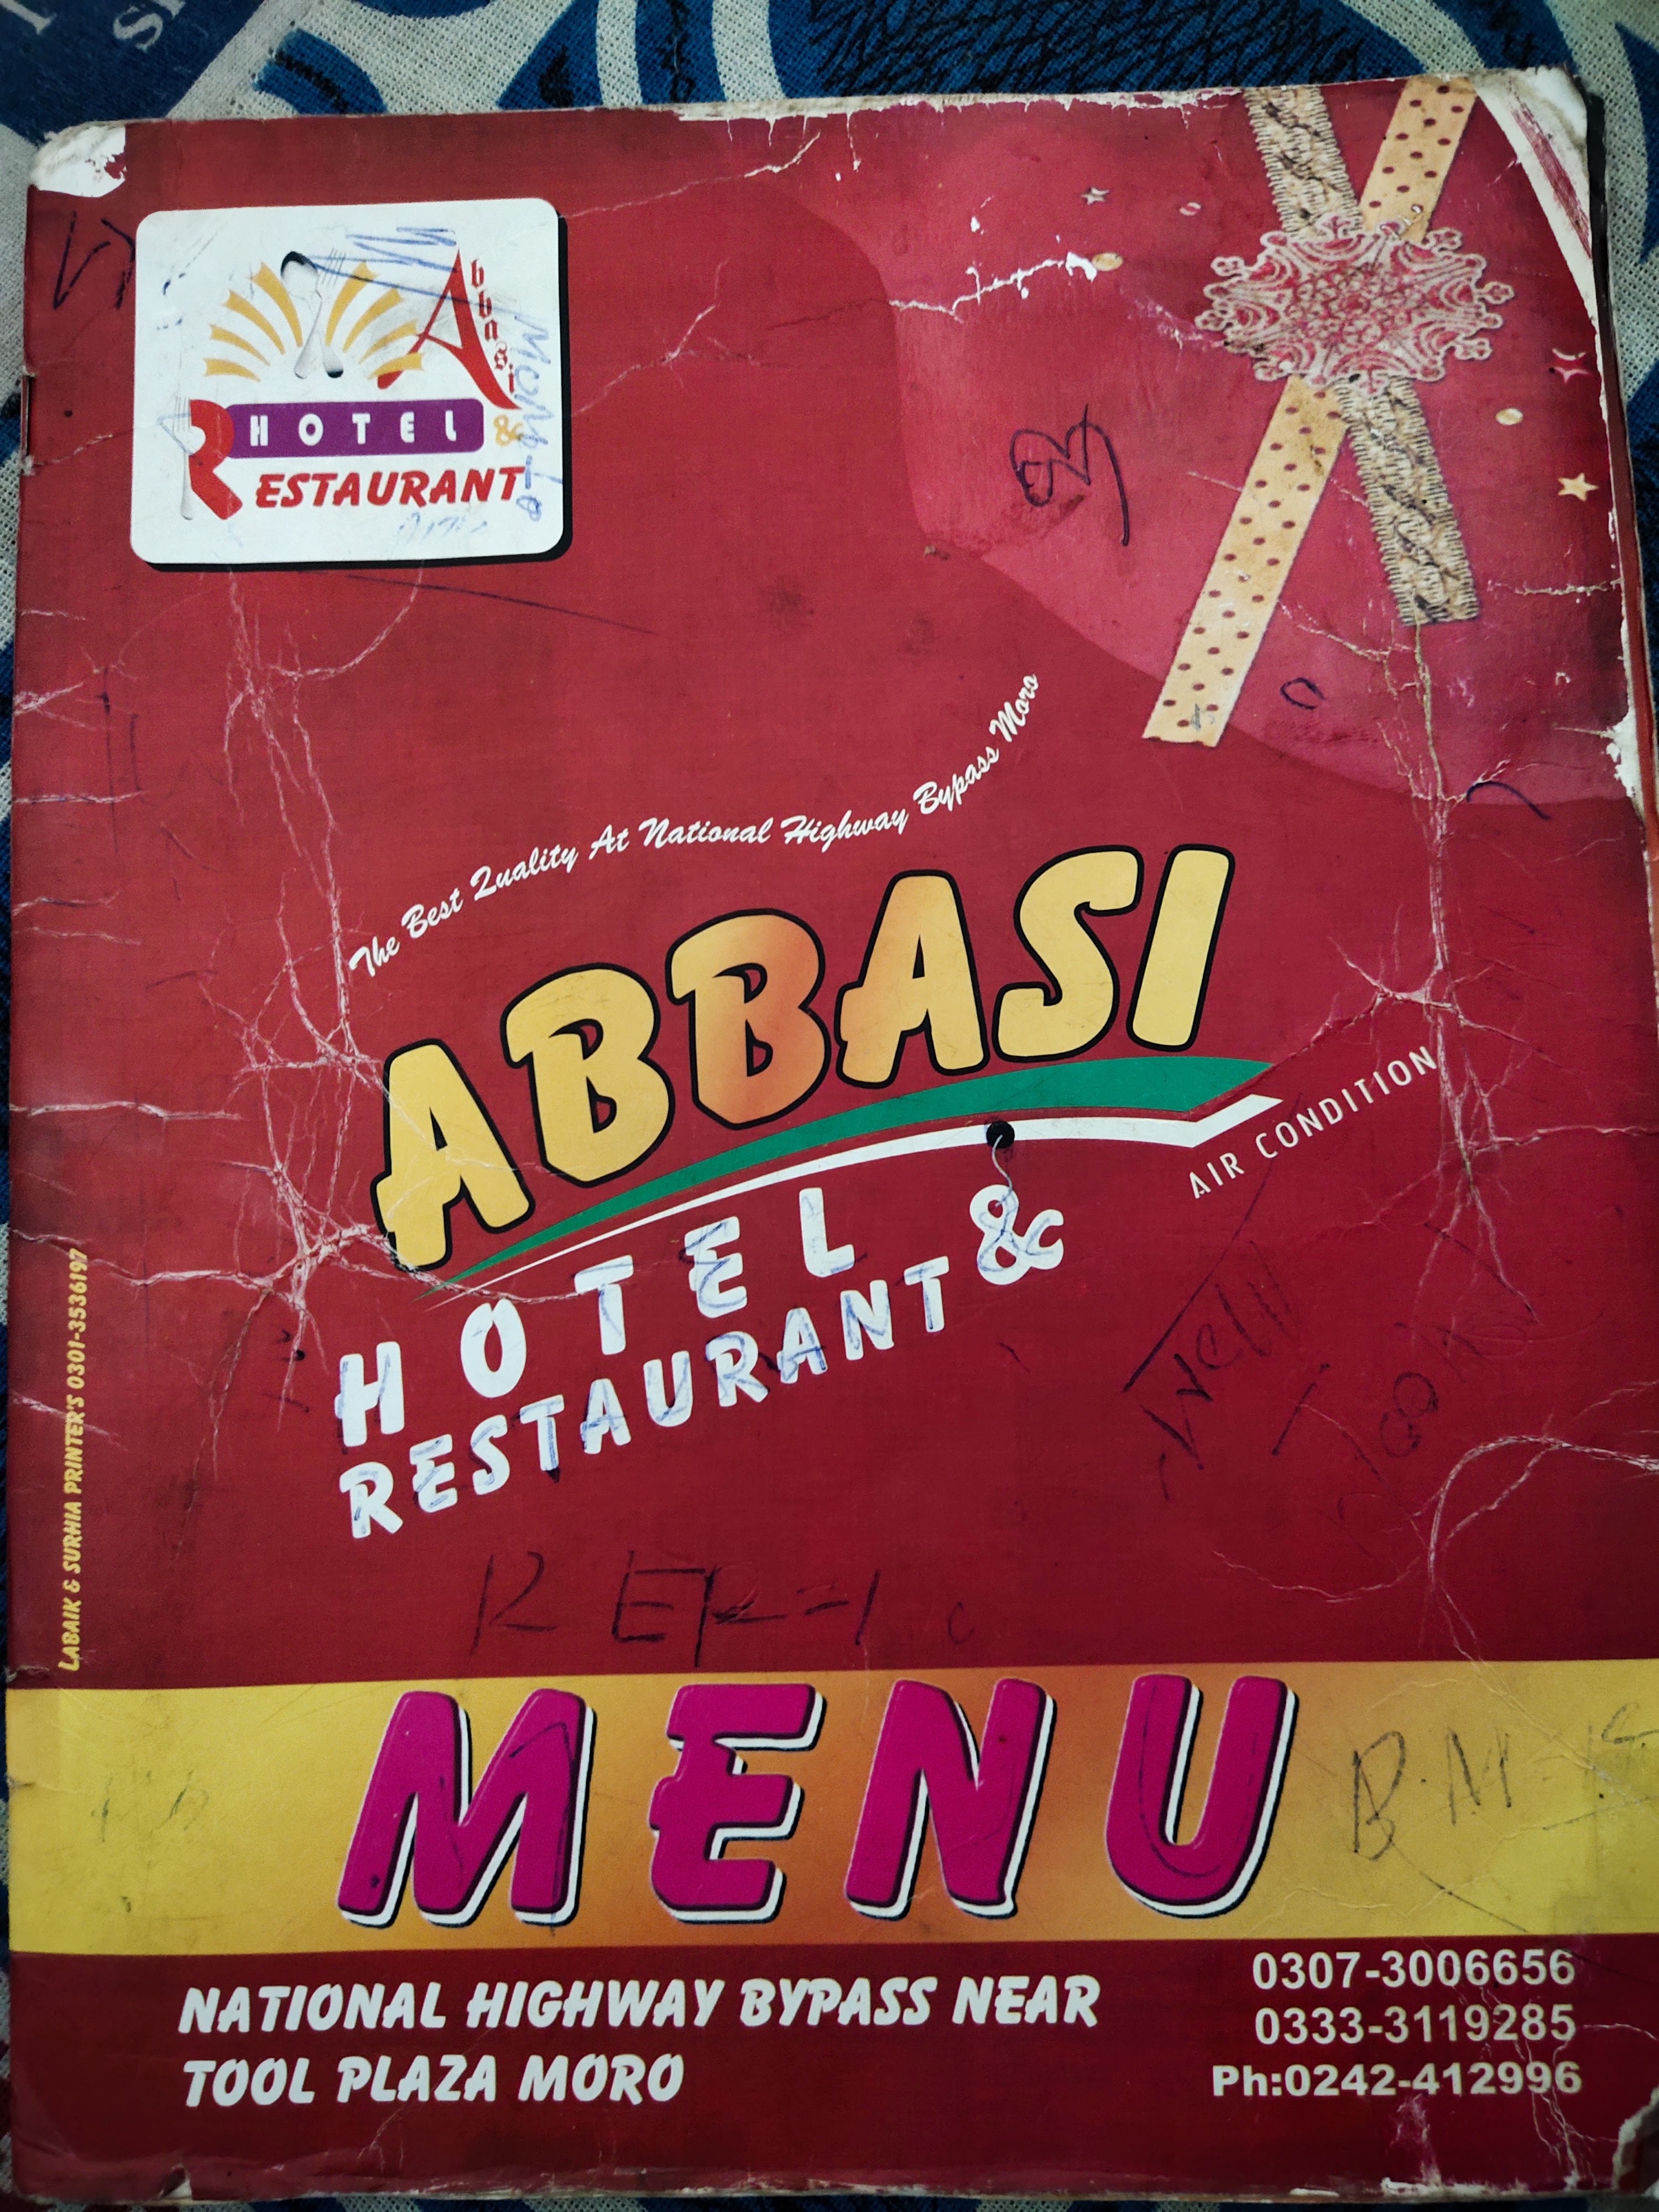 Abbasi
HOTEL &
RESTAURANT
The Best Quality At National Highway Bypass Moro
ABBASI
AIR CONDITION
HOTEL &
RESTAURANT
LABAIK & SURHIA PRINTER'S 0301-3536197
MENU
NATIONAL HIGHWAY BYPASS NEAR
TOOL PLAZA MORO
0307-3006656
0333-3119285
Ph:0242-412996